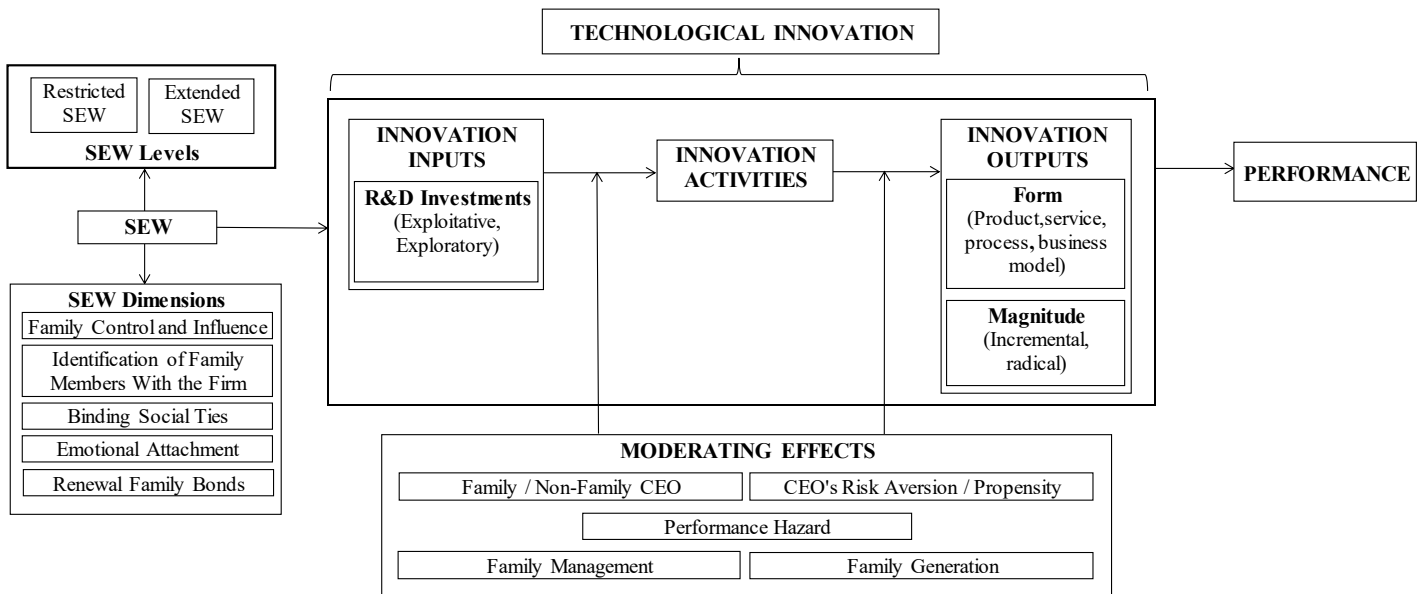 TECHNOLOGICAL INNOVATION
Restricted
SEW
Extended
SEW
SEW Levels
SEW
SEW Dimensions
Family Control and Influence
Identification of Family
Members With the Firm
Binding Social Ties
Emotional Attachment
Renewal Family Bonds
INNOVATION
INPUTS
R&D Investments
(Exploitative,
Exploratory)
INNOVATION
ACTIVITIES
INNOVATION
OUTPUTS
Form
(Product,service,
process, business
model)
Magnitude
(Incremental,
radical)
PERFORMANCE
MODERATING EFFECTS
Family / Non-Family CEO
CEO's Risk Aversion / Propensity
Performance Hazard
Family Management
Family Generation